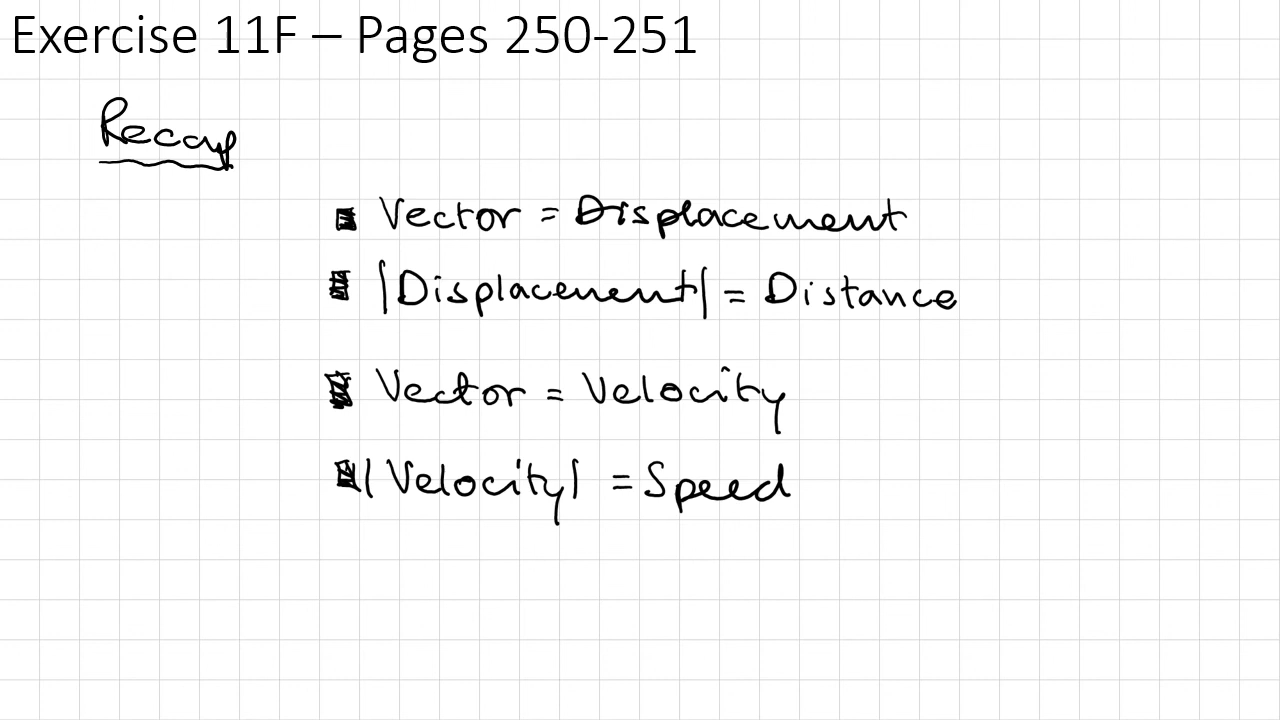 Exercise 11F – Pages 250-251
Recap
▪ Vector = Displacement
▪ |Displacement| = Distance
▪ Vector = Velocity
▪ |Velocity| = Speed